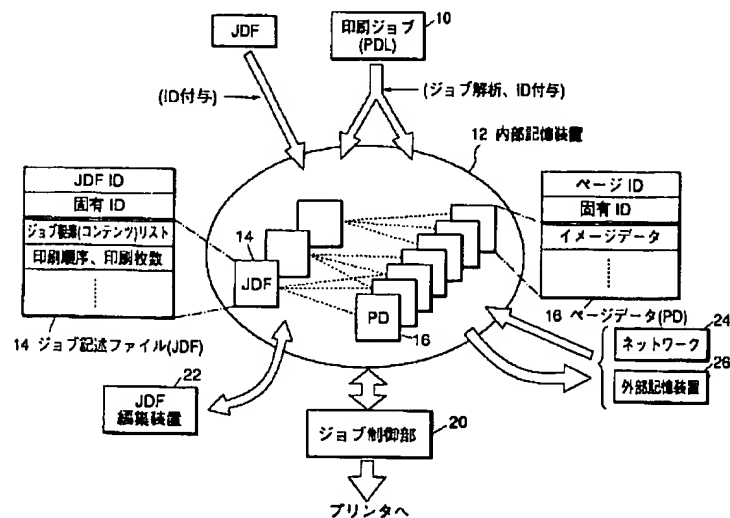 JDF
印刷ジョブ
(PDL)
10
(ID付与)
(ジョブ解析、ID付与)
12 内部記憶装置
JDF ID
固有 ID
ジョブ要素(コンテンツ)リスト
印刷順序、印刷枚数
14 ジョブ記述ファイル(JDF)
14
JDF
PD
16
ページ ID
固有 ID
イメージデータ
16 ページデータ(PD)
ネットワーク
24
外部記憶装置
26
22
JDF
編集装置
ジョブ制御部
20
プリンタへ